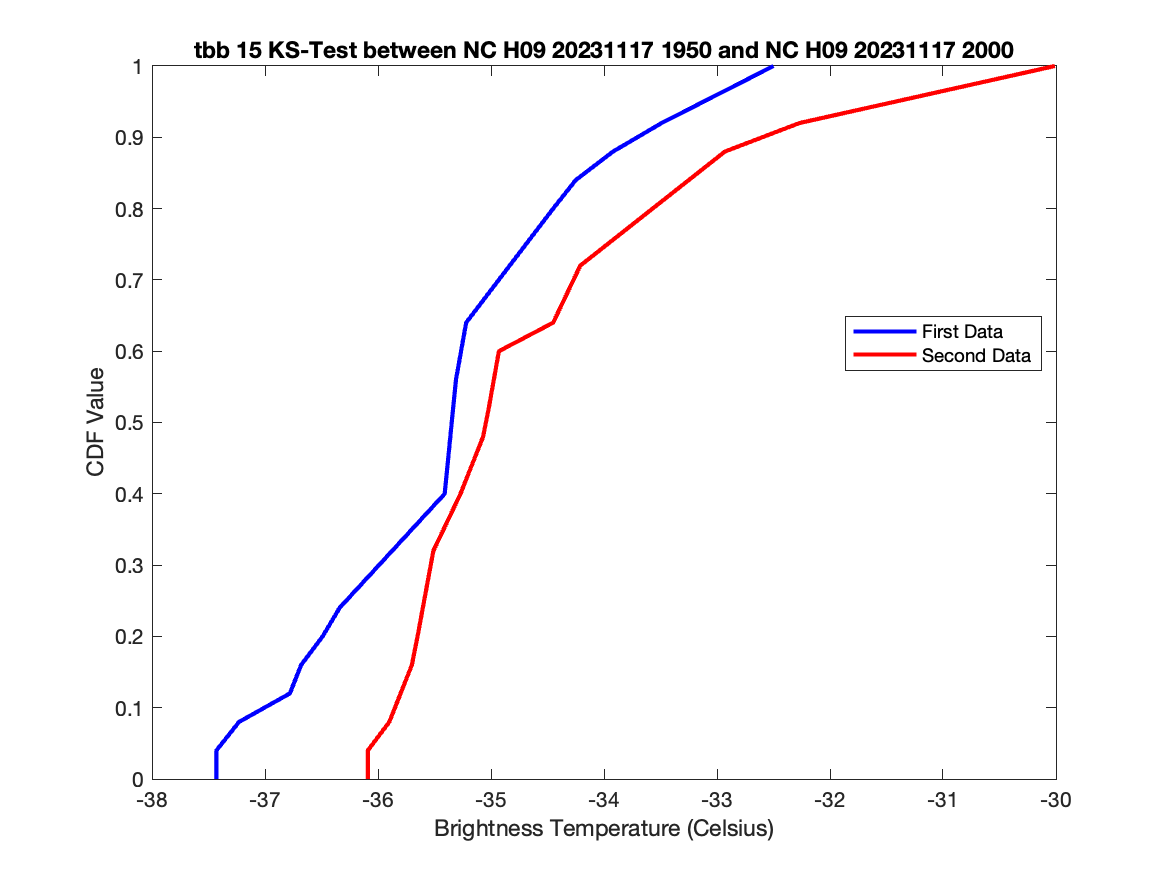 tbb 15 KS-Test between NC H09 20231117 1950 and NC H09 20231117 2000
1
0.9
0.8
0.7
0.6
0.5
0.4
0.3
0.2
0.1
0
CDF Value
First Data
Second Data
-38 -37 -36 -35 -34 -33 -32 -31 -30
Brightness Temperature (Celsius)